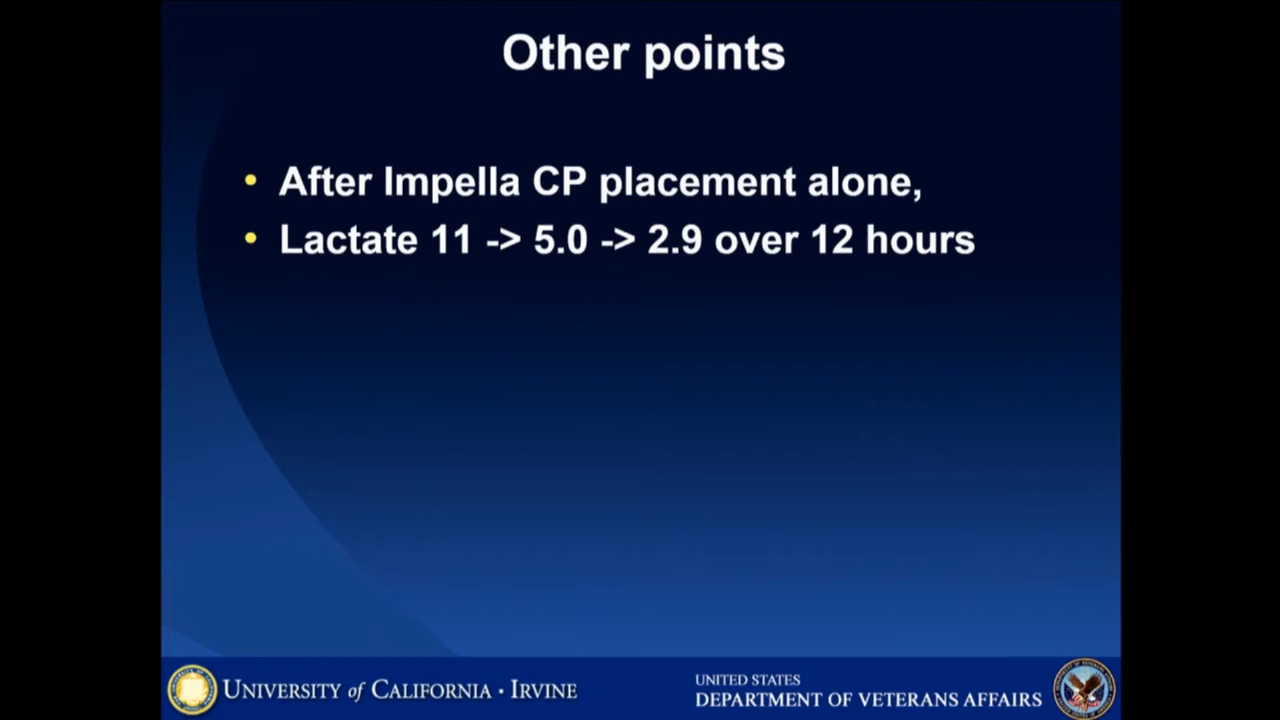 Other points
• After Impella CP placement alone,
• Lactate 11 -> 5.0 -> 2.9 over 12 hours
UNIVERSITY of CALIFORNIA · IRVINE
UNITED STATES
DEPARTMENT OF VETERANS AFFAIRS